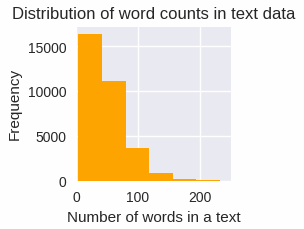 Distribution of word counts in text data
15000
10000
5000
0
Frequency
0 100 200
Number of words in a text